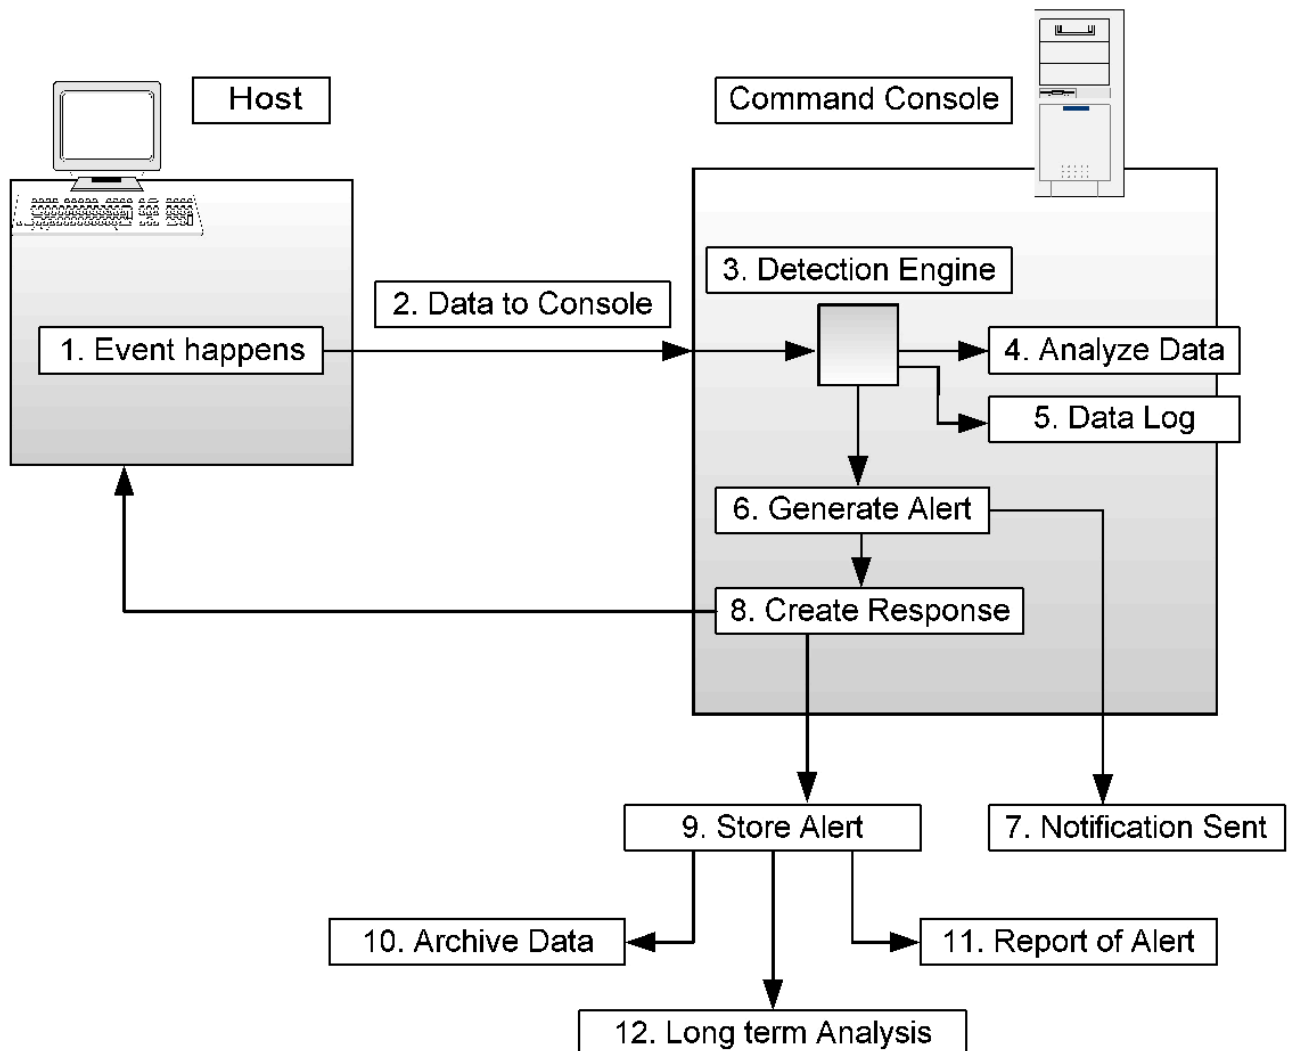 Host
Command Console
3. Detection Engine
2. Data to Console
1. Event happens
4. Analyze Data
5. Data Log
6. Generate Alert
8. Create Response
9. Store Alert
7. Notification Sent
10. Archive Data
11. Report of Alert
12. Long term Analysis